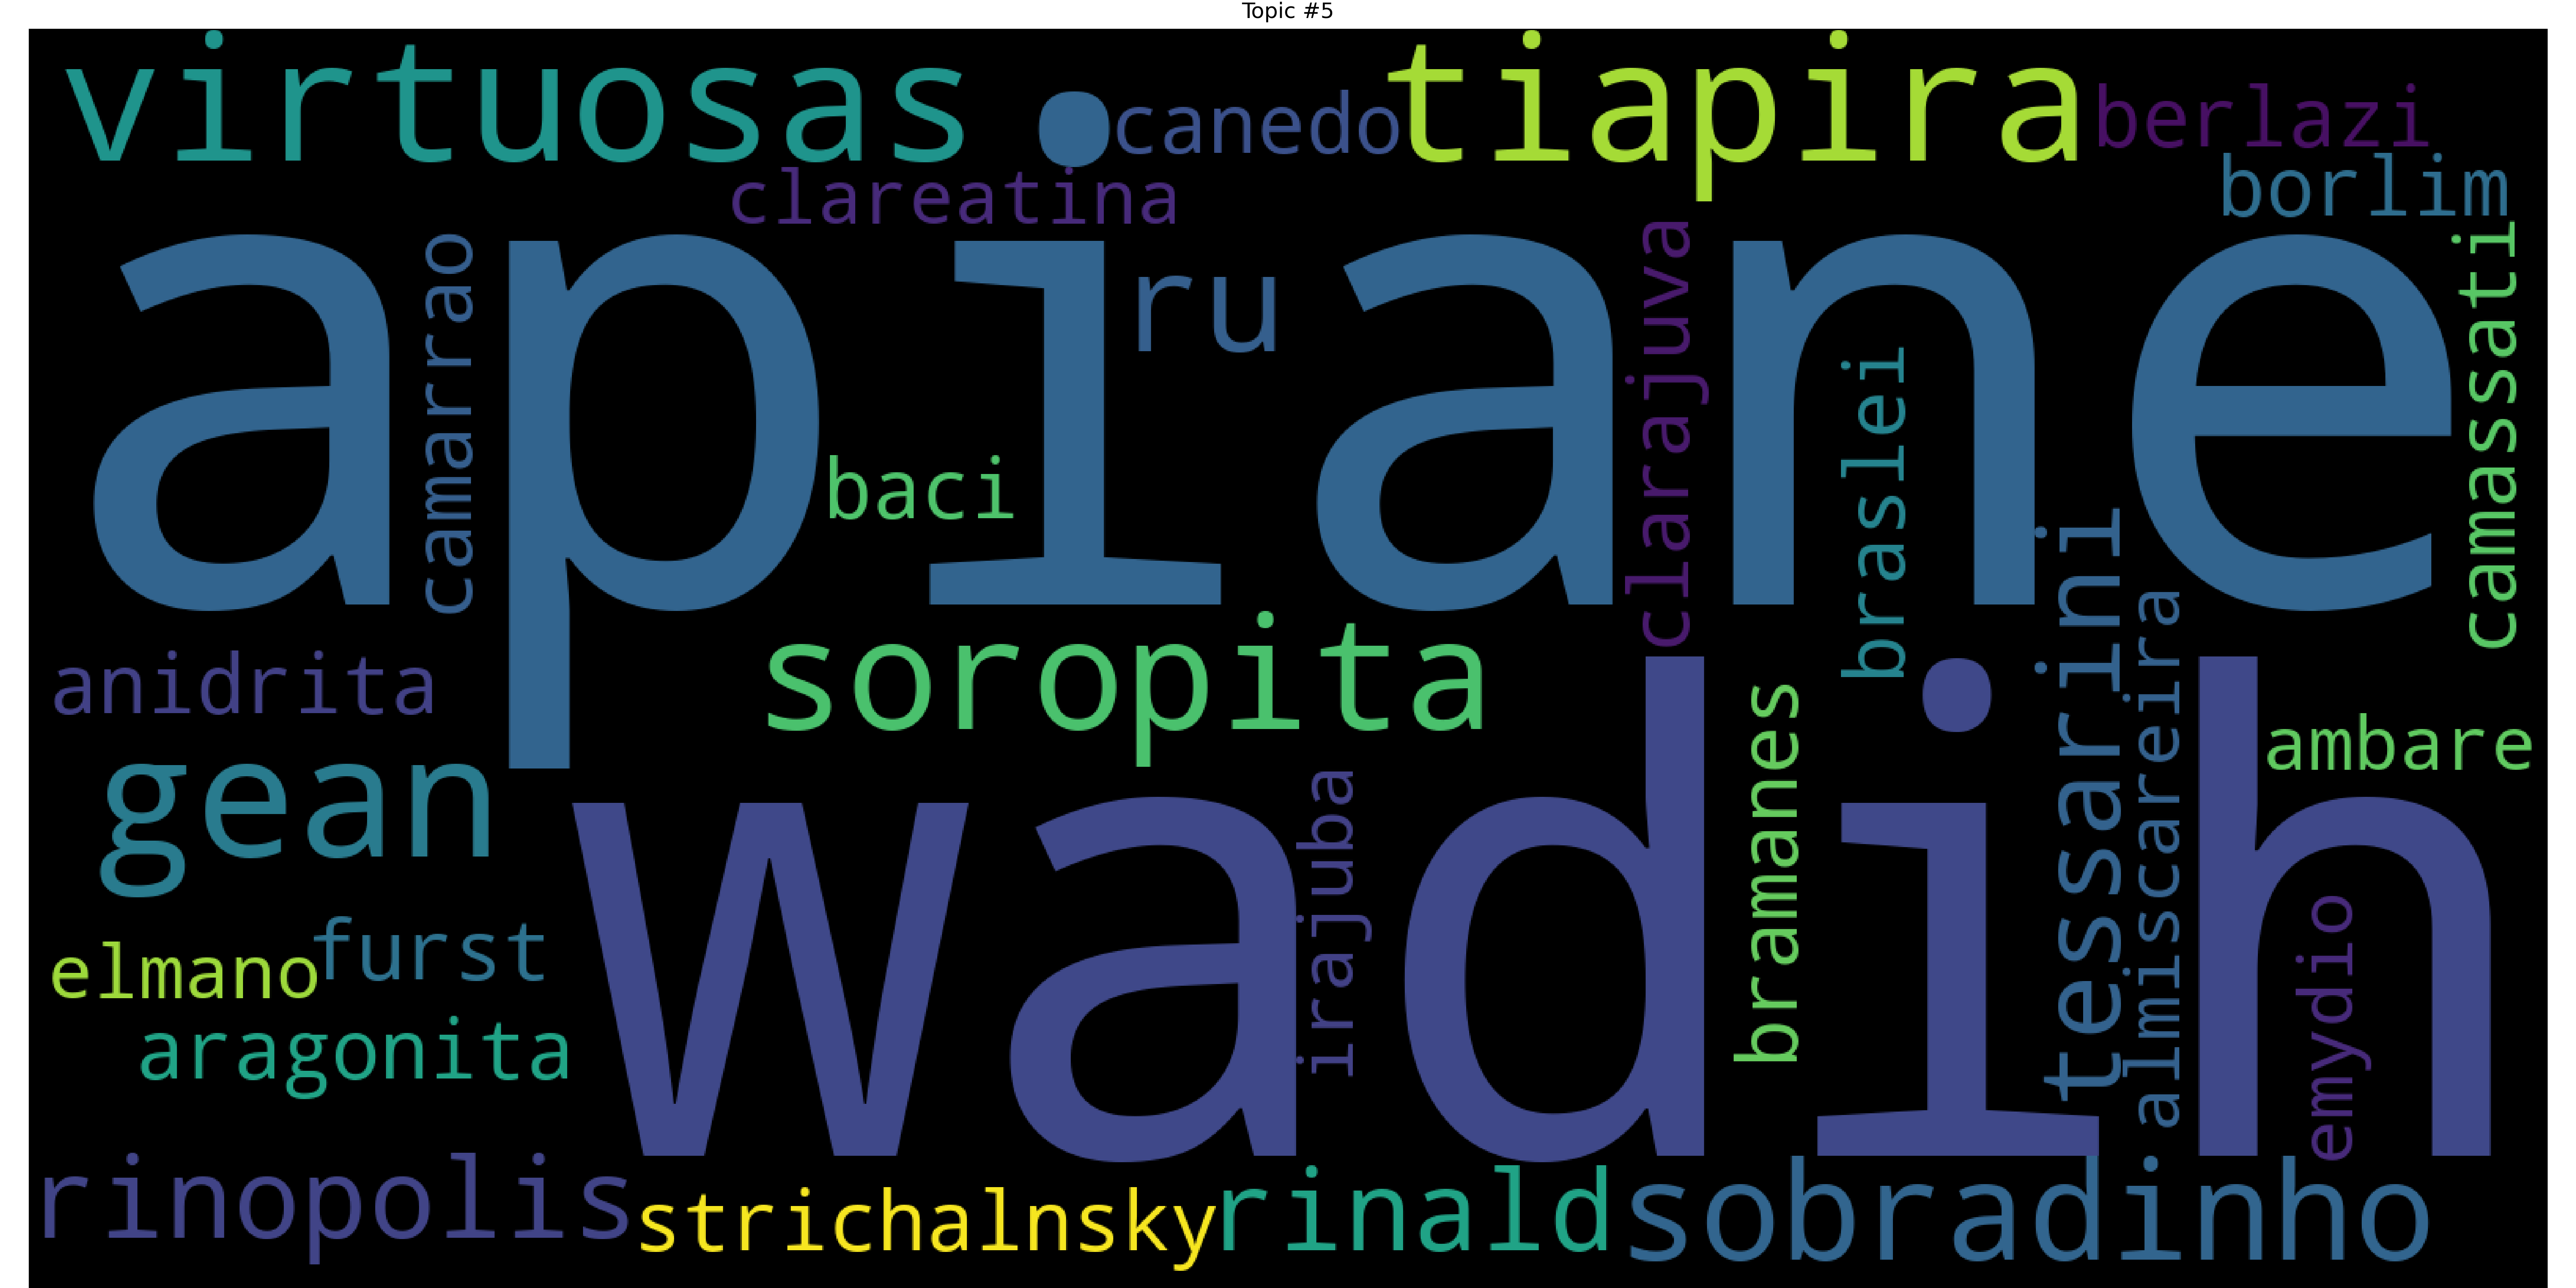 Topic #5
virtuosas
canedo
tiapira
berlazi
clareatina
borlim
apiane
camarrao
ru
clarajuva
camassati
braslei
baci
tessarini
soropita
anidrita
almiscareira
bramanes
ambare
gean
wadih
irajuba
emydio
furst
elmano
aragonita
rinopolis
strichalnsky
rinald
sobradinho